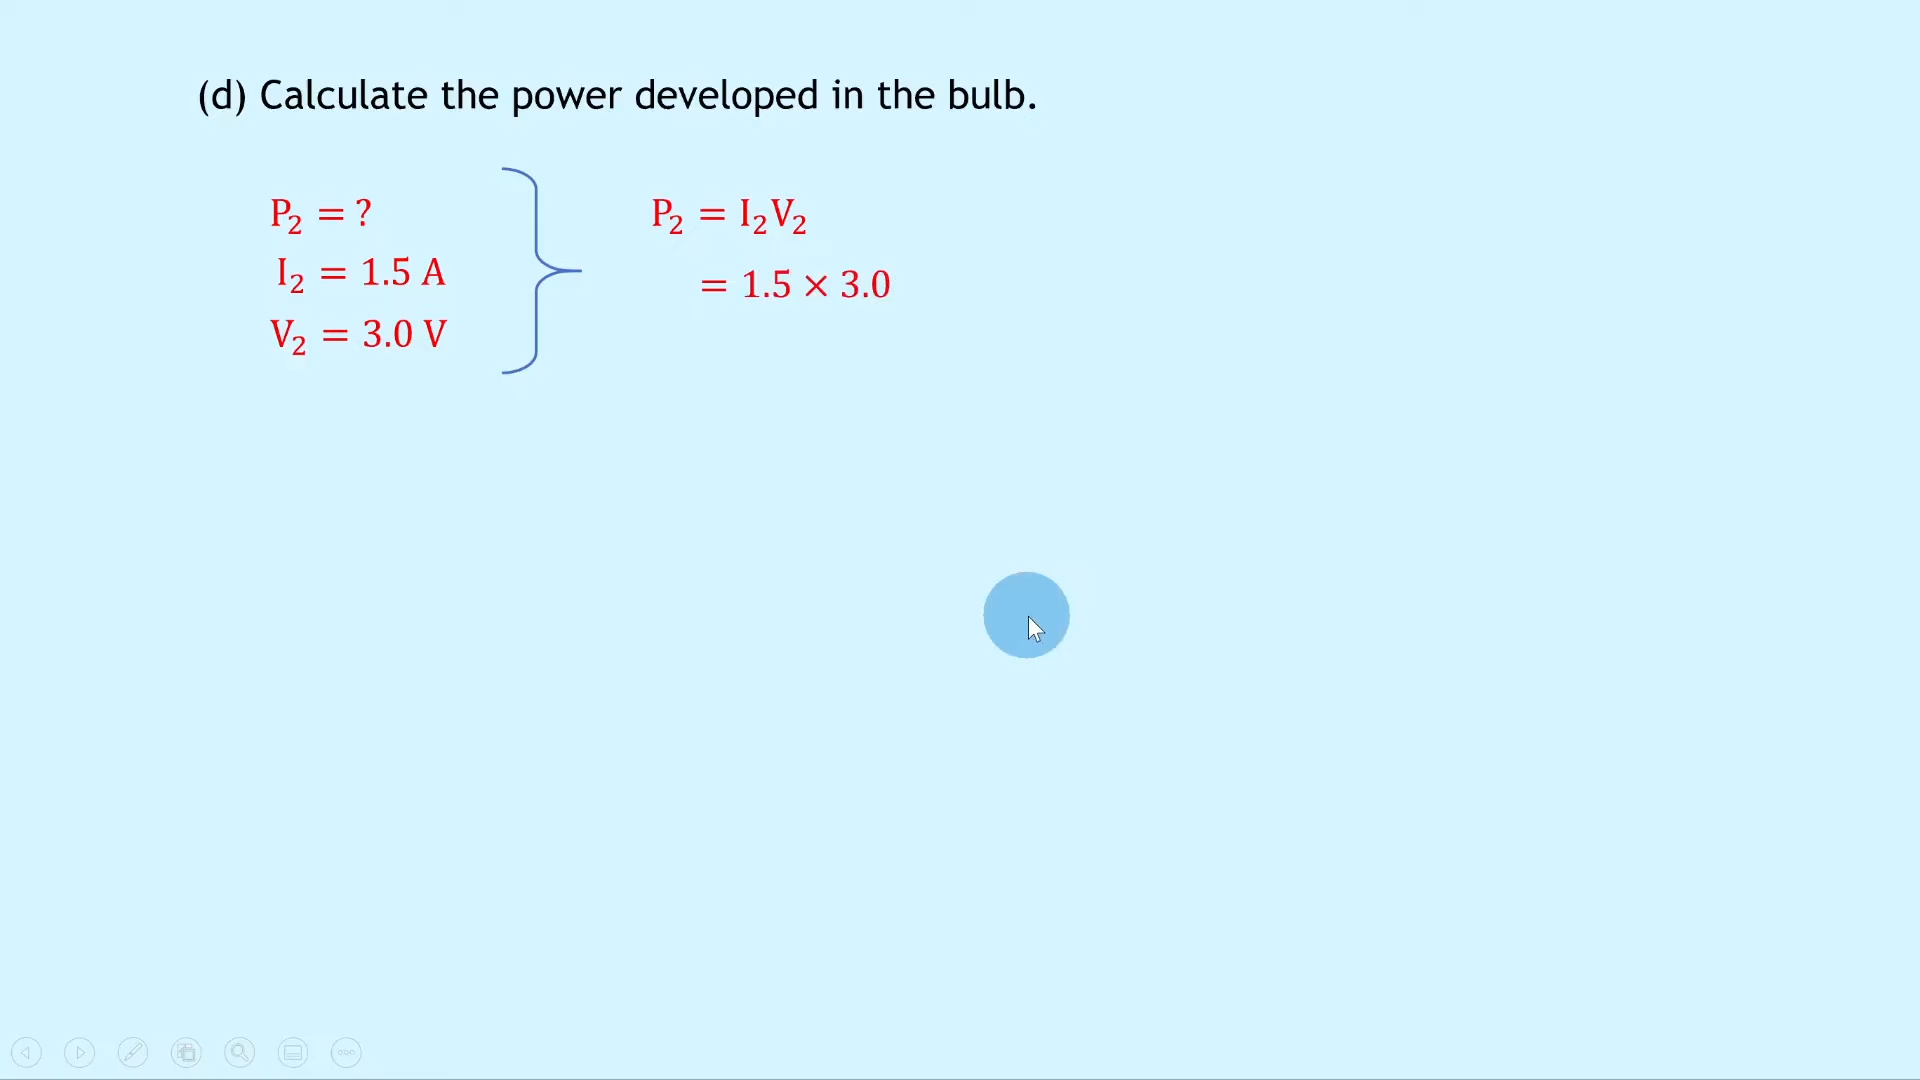 (d) Calculate the power developed in the bulb.
P₂ = ?
I₂ = 1.5 A
V₂ = 3.0 V
P₂ = I₂V₂
= 1.5 × 3.0